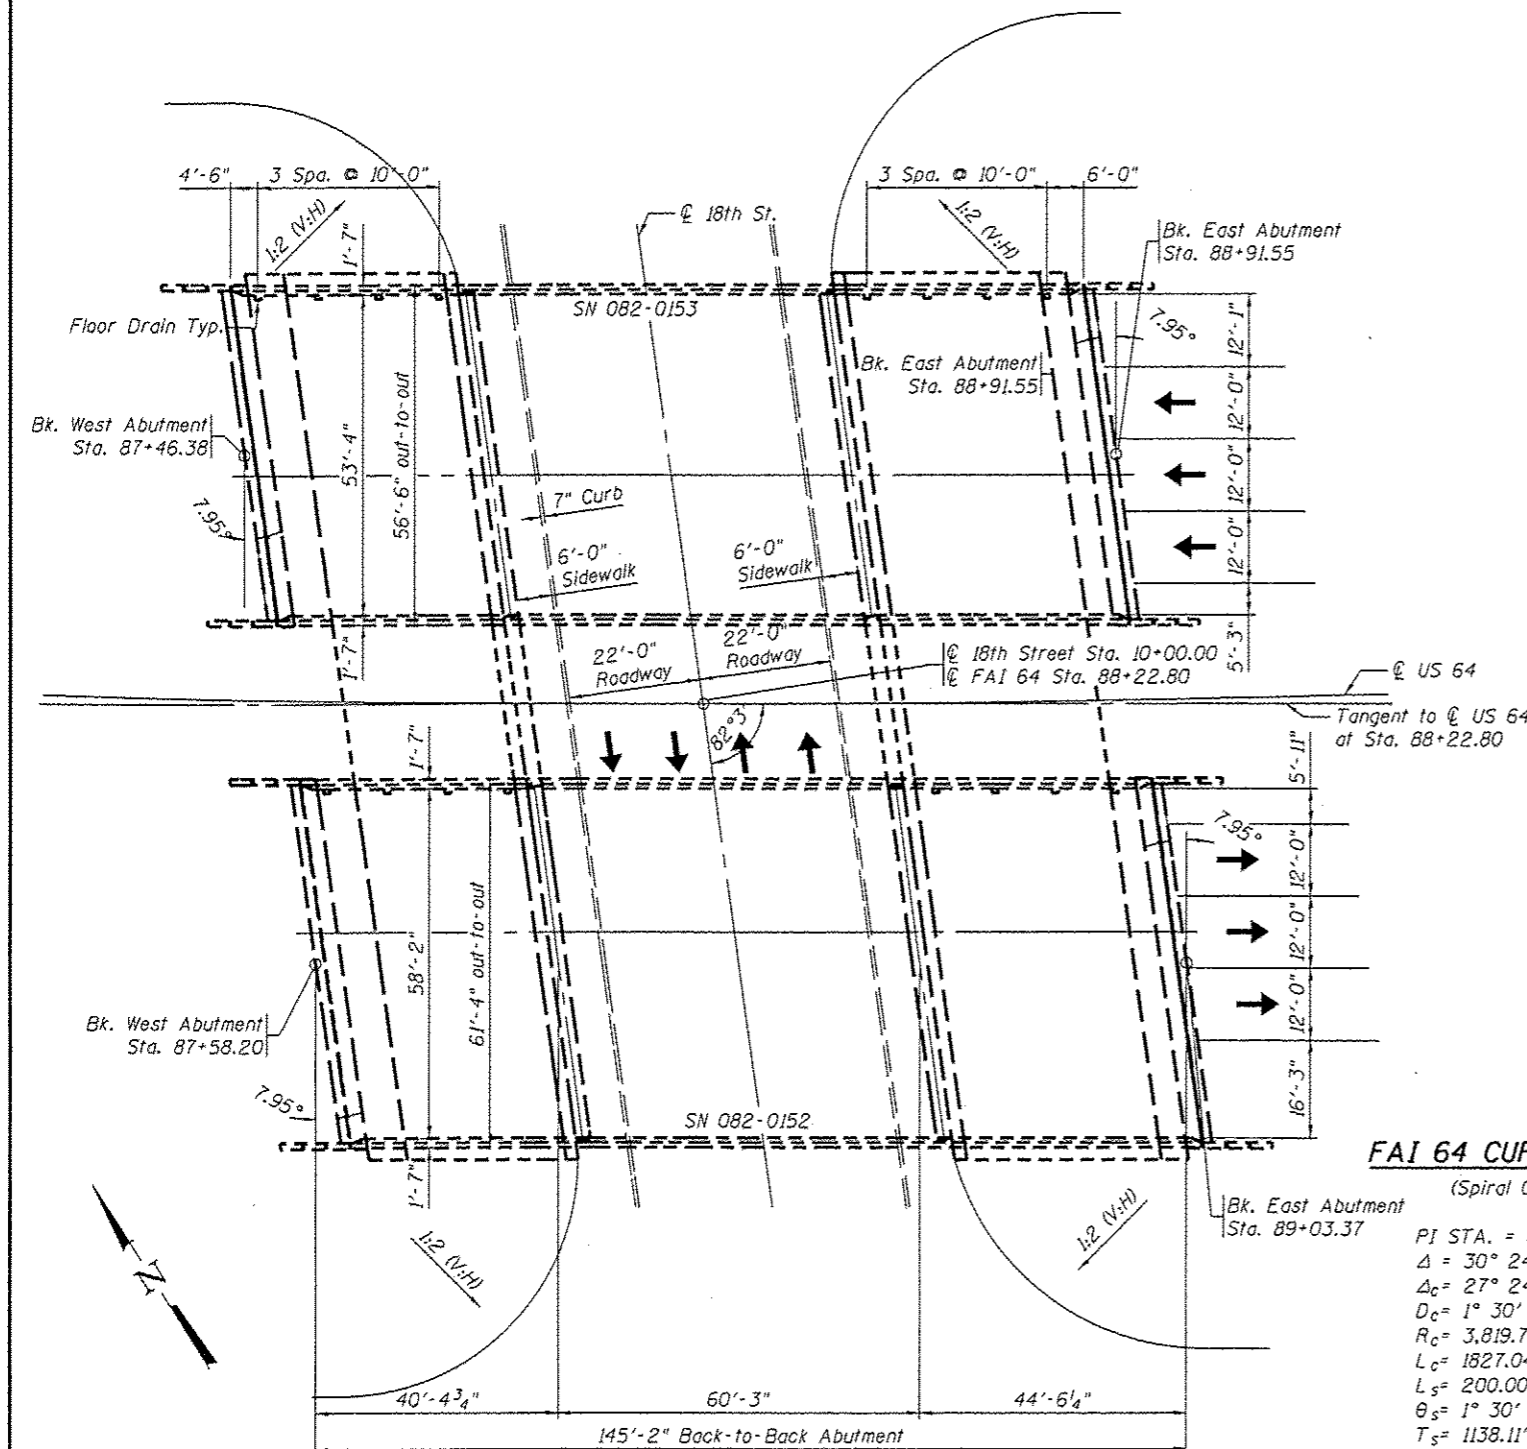 4'-6"
3 Spa. @ 10'-0"
3 Spa. @ 10'-0"
6'-0"
1:2 (V:H)
1'-7"
℄ 18th St.
1:2 (V:H)
Bk. East Abutment
Sta. 88+91.55
SN 082-0153
Floor Drain Typ.
7.95°
12'-1"
Bk. East Abutment
Sta. 88+91.55
12'-0"
Bk. West Abutment
Sta. 87+46.38
53'-4"
56'-6" out-to-out
12'-0"
7" Curb
7.95°
6'-0"
Sidewalk
6'-0"
Sidewalk
12'-0"
22'-0"
Roadway
22'-0"
Roadway
5'-3"
1'-7"
℄ 18th Street Sta. 10+00.00
℄ FAI 64 Sta. 88+22.80
℄ US 64
Tangent to ℄ US 64
at Sta. 88+22.80
82°3'
1'-7"
5'-11"
7.95°
12'-0"
12'-0"
58'-2"
61'-4" out-to-out
Bk. West Abutment
Sta. 87+58.20
12'-0"
7.95°
16'-3"
SN 082-0152
1'-7"
FAI 64 CUR
(Spiral C
Bk. East Abutment
Sta. 89+03.37
1:2 (V:H)
1:2 (V:H)
N
PI STA. =
Δ = 30° 24
Δc= 27° 24
Dc= 1° 30'
Rc= 3,819.7
Lc= 1827.04
Ls= 200.00
θs= 1° 30'
Ts= 1138.11'
40'-4¾"
60'-3"
44'-6¼"
145'-2" Back-to-Back Abutment